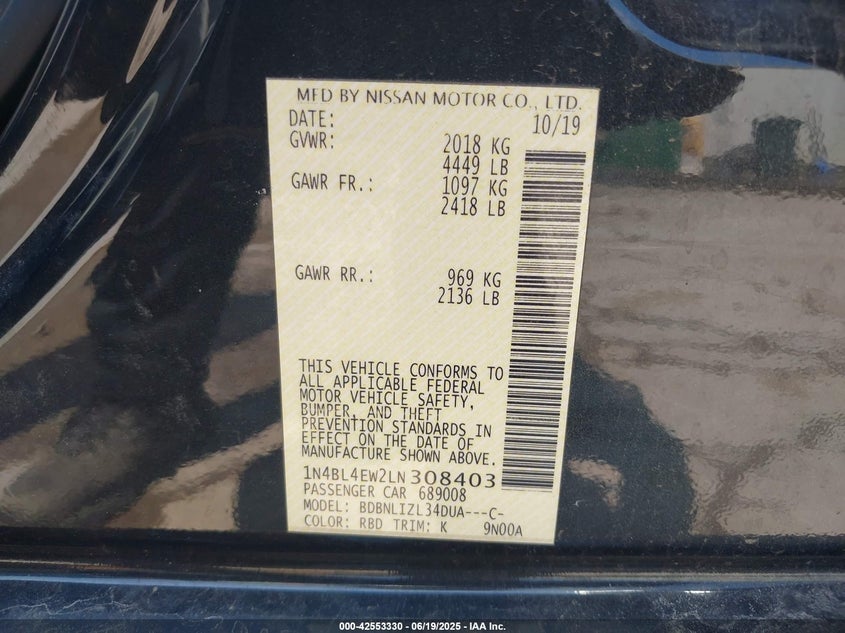 MFD BY NISSAN MOTOR CO., LTD.
DATE: 10/19
GVWR: 2018 KG
4449 LB
GAWR FR.: 1097 KG
2418 LB
GAWR RR.: 969 KG
2136 LB
THIS VEHICLE CONFORMS TO
ALL APPLICABLE FEDERAL
MOTOR VEHICLE SAFETY,
BUMPER, AND THEFT
PREVENTION STANDARDS IN
EFFECT ON THE DATE OF
MANUFACTURE SHOWN ABOVE.
1N4BL4EW2LN308403
PASSENGER CAR 689008
MODEL: BDBNLIZL34DUA---C-
COLOR: RBD TRIM: K 9N00A
000-42553330 - 06/19/2025 - IAA Inc.